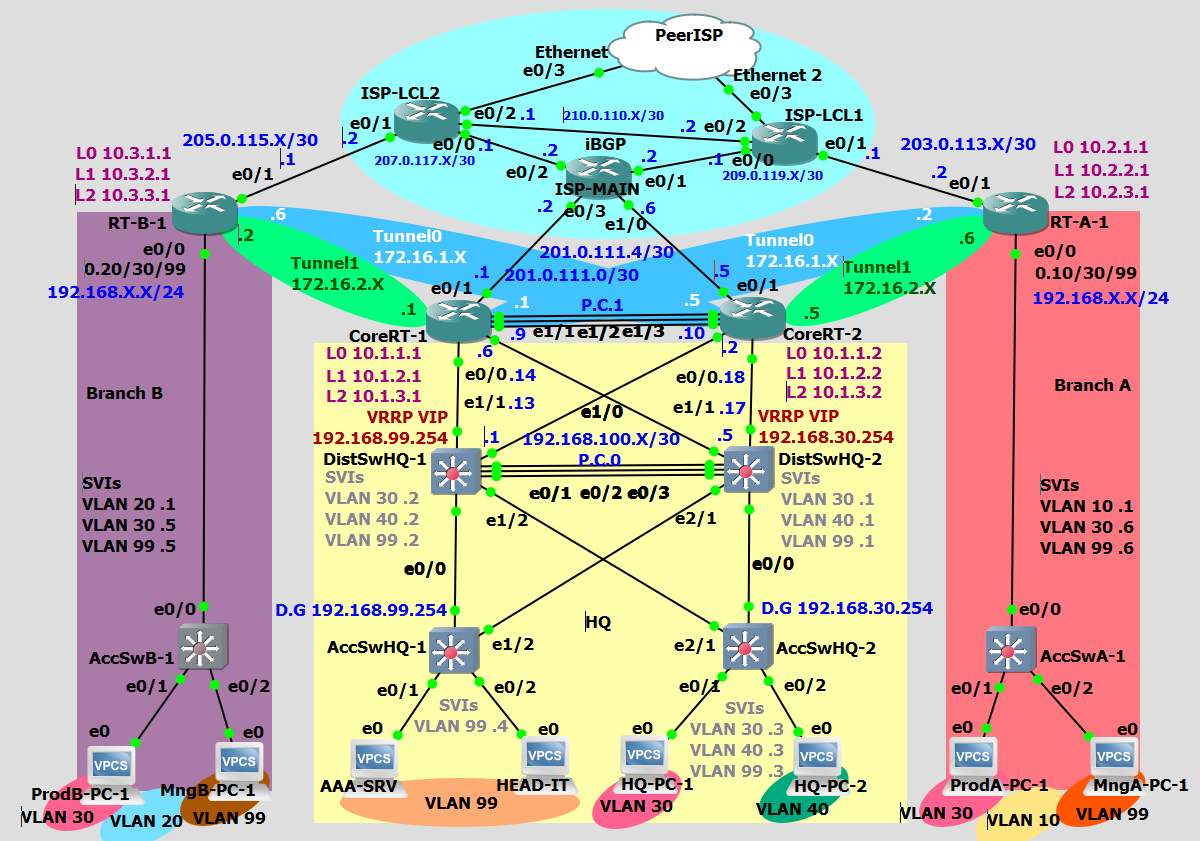 PeerISP
Ethernet
e0/3
Ethernet 2
e0/3
ISP-LCL2
ISP-LCL1
e0/1
.2
e0/2 .1
210.0.110.X/30
.2
e0/2
e0/1
.1
205.0.115.X/30
.1
e0/0
.1
207.0.117.X/30
.2
e0/2
iBGP
.2
e0/1
.1
e0/0
209.0.119.X/30
203.0.113.X/30
.2
ISP-MAIN
.2
e0/3
.6
e1/0
L0 10.3.1.1
L1 10.3.2.1
L2 10.3.3.1
e0/1
RT-B-1
e0/1
L0 10.2.1.1
L1 10.2.2.1
L2 10.2.3.1
RT-A-1
.6
.2
Tunnel0
172.16.1.X
Tunnel1
172.16.2.X
.1
Tunnel0
172.16.1.X
.2
.6
Tunnel1
172.16.2.X
.5
e0/0
0.20/30/99
192.168.X.X/24
e0/0
0.10/30/99
192.168.X.X/24
201.0.111.4/30
201.0.111.0/30
.1
e0/1
.5
e0/1
.1
P.C.1
.5
CoreRT-1
CoreRT-2
e1/1 e1/2 e1/3
.9
.10
.6
.2
L0 10.1.1.1
L1 10.1.2.1
L2 10.1.3.1
L0 10.1.1.2
L1 10.1.2.2
L2 10.1.3.2
e0/0 .14
e1/1 .13
e0/0 .18
e1/1 .17
e1/0
VRRP VIP
192.168.99.254
VRRP VIP
192.168.30.254
.1
192.168.100.X/30
.5
P.C.0
DistSwHQ-1
DistSwHQ-2
SVIs
VLAN 30 .2
VLAN 40 .2
VLAN 99 .2
SVIs
VLAN 30 .1
VLAN 40 .1
VLAN 99 .1
e0/1 e0/2 e0/3
e1/2
e2/1
e0/0
e0/0
Branch B
SVIs
VLAN 20 .1
VLAN 30 .5
VLAN 99 .5
Branch A
SVIs
VLAN 10 .1
VLAN 30 .6
VLAN 99 .6
D.G 192.168.99.254
HQ
D.G 192.168.30.254
e0/0
AccSwB-1
e0/1
e0/2
AccSwHQ-1
e1/2
e0/1
e0/2
SVIs
VLAN 99 .4
e2/1
AccSwHQ-2
e0/1
e0/2
SVIs
VLAN 30 .3
VLAN 40 .3
VLAN 99 .3
e0/0
AccSwA-1
e0/1
e0/2
e0
e0
e0
e0
e0
e0
e0
e0
VPCS
VPCS
VPCS
VPCS
VPCS
VPCS
VPCS
VPCS
ProdB-PC-1
MngB-PC-1
AAA-SRV
HEAD-IT
HQ-PC-1
HQ-PC-2
ProdA-PC-1
MngA-PC-1
VLAN 30
VLAN 20
VLAN 99
VLAN 99
VLAN 30
VLAN 40
VLAN 30
VLAN 10
VLAN 99